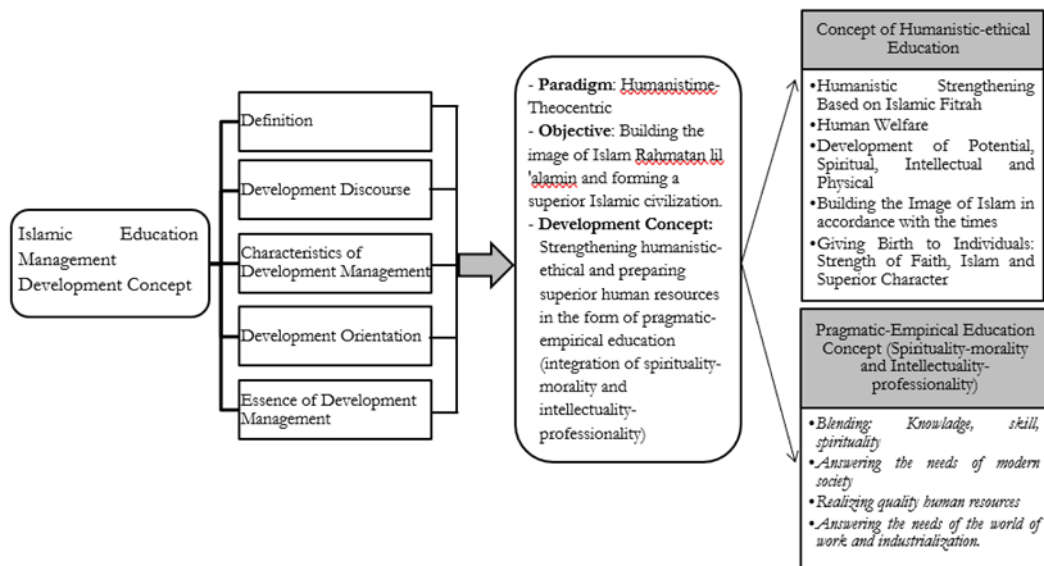 Islamic Education
Management
Development Concept
Definition
Development Discourse
Characteristics of
Development Management
Development Orientation
Essence of Development
Management
- Paradigm: Humanistime-
Theocentric
- Objective: Building the
image of Islam Rahmatan lil
'alamin and forming a
superior Islamic civilization.
- Development Concept:
Strengthening humanistic-
ethical and preparing
superior human resources
in the form of pragmatic-
empirical education
(integration of spirituality-
morality and
intellectuality-
professionality)
Concept of Humanistic-ethical
Education
•Humanistic Strengthening
Based on Islamic Fitrah
•Human Welfare
•Development of Potential,
Spiritual, Intellectual and
Physical
•Building the Image of Islam in
accordance with the times
•Giving Birth to Individuals:
Strength of Faith, Islam and
Superior Character
Pragmatic-Empirical Education
Concept (Spirituality-morality
and Intellectuality-
professionality)
•Blending: Knowladge, skill,
spirituality
•Answering the needs of modern
society
•Realizing quality human resources
•Answering the needs of the world of
work and industrialization.